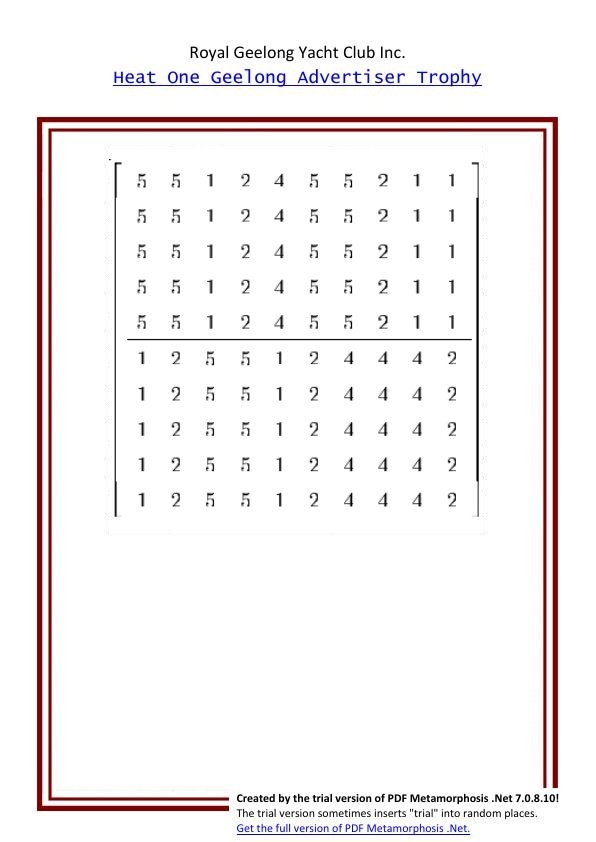 Royal Geelong Yacht Club Inc.
Heat One Geelong Advertiser Trophy
5 5 1 2 4 5 5 2 1 1
5 5 1 2 4 5 5 2 1 1
5 5 1 2 4 5 5 2 1 1
5 5 1 2 4 5 5 2 1 1
5 5 1 2 4 5 5 2 1 1
1 2 5 5 1 2 4 4 4 2
1 2 5 5 1 2 4 4 4 2
1 2 5 5 1 2 4 4 4 2
1 2 5 5 1 2 4 4 4 2
1 2 5 5 1 2 4 4 4 2
Created by the trial version of PDF Metamorphosis .Net 7.0.8.10!
The trial version sometimes inserts "trial" into random places.
Get the full version of PDF Metamorphosis .Net.